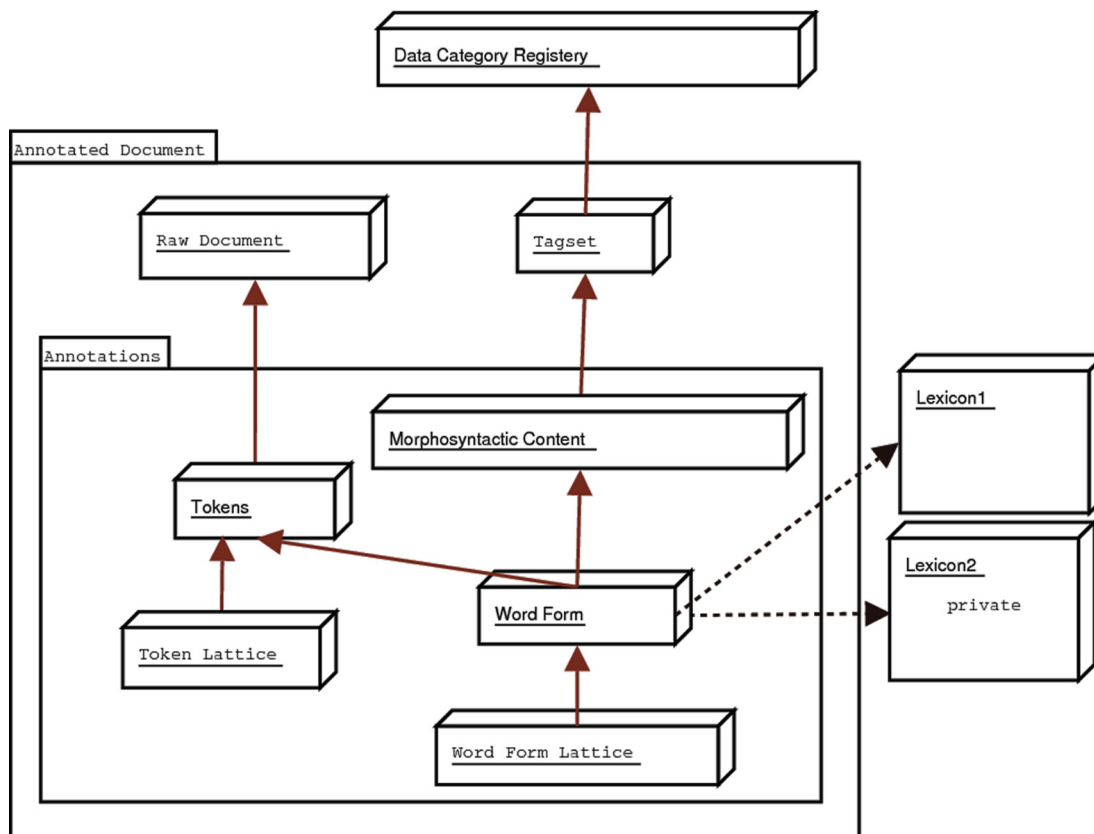 Data Category Registery
Annotated Document
Raw Document
Tagset
Annotations
Lexicon1
Morphosyntactic Content
Tokens
Lexicon2
private
Word Form
Token Lattice
Word Form Lattice